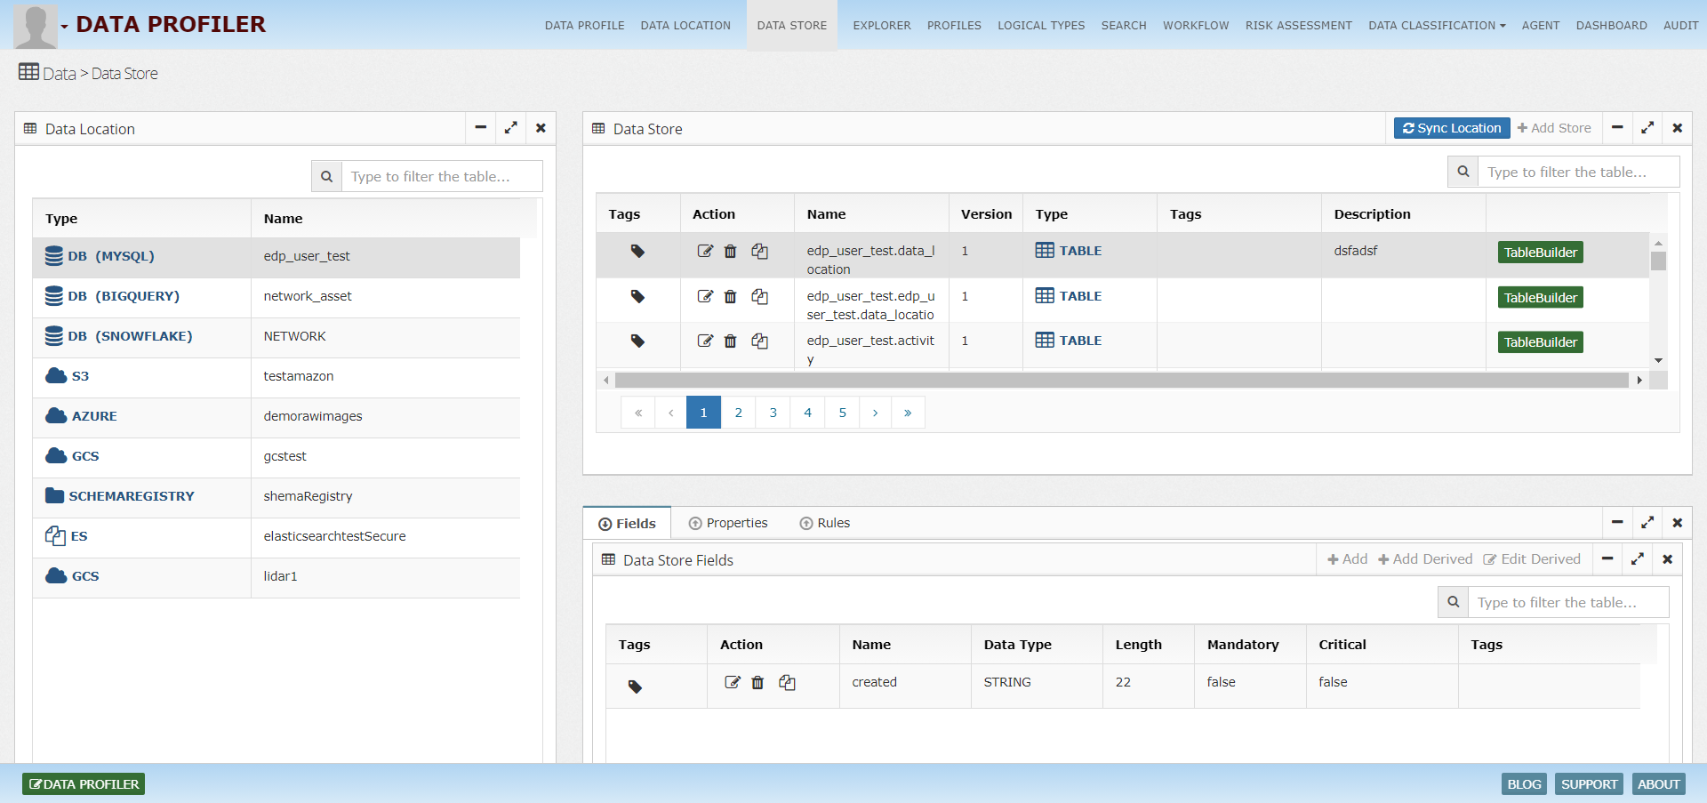 DATA PROFILER
DATA PROFILE DATA LOCATION DATA STORE EXPLORER PROFILES LOGICAL TYPES SEARCH WORKFLOW RISK ASSESSMENT DATA CLASSIFICATION AGENT DASHBOARD AUDIT
Data > Data Store
Data Location
Type to filter the table...
Type Name
DB (MYSQL) edp_user_test
DB (BIGQUERY) network_asset
DB (SNOWFLAKE) NETWORK
S3 testamazon
AZURE demorawimages
GCS gcstest
SCHEMAREGISTRY shemaRegistry
ES elasticsearchtestSecure
GCS lidar1
Data Store
Sync Location + Add Store
Type to filter the table...
Tags Action Name Version Type Tags Description
edp_user_test.data_l 1 TABLE dsfadsf TableBuilder
ocation
edp_user_test.edp_u 1 TABLE TableBuilder
ser_test.data_locatio
edp_user_test.activit 1 TABLE TableBuilder
y
« ‹ 1 2 3 4 5 › »
Fields Properties Rules
Data Store Fields
+ Add + Add Derived Edit Derived
Type to filter the table...
Tags Action Name Data Type Length Mandatory Critical Tags
created STRING 22 false false
DATA PROFILER
BLOG SUPPORT ABOUT